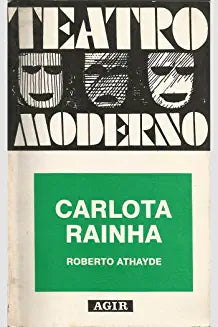 TEATRO
MODERNO
CARLOTA
RAINHA
ROBERTO ATHAYDE
AGIR